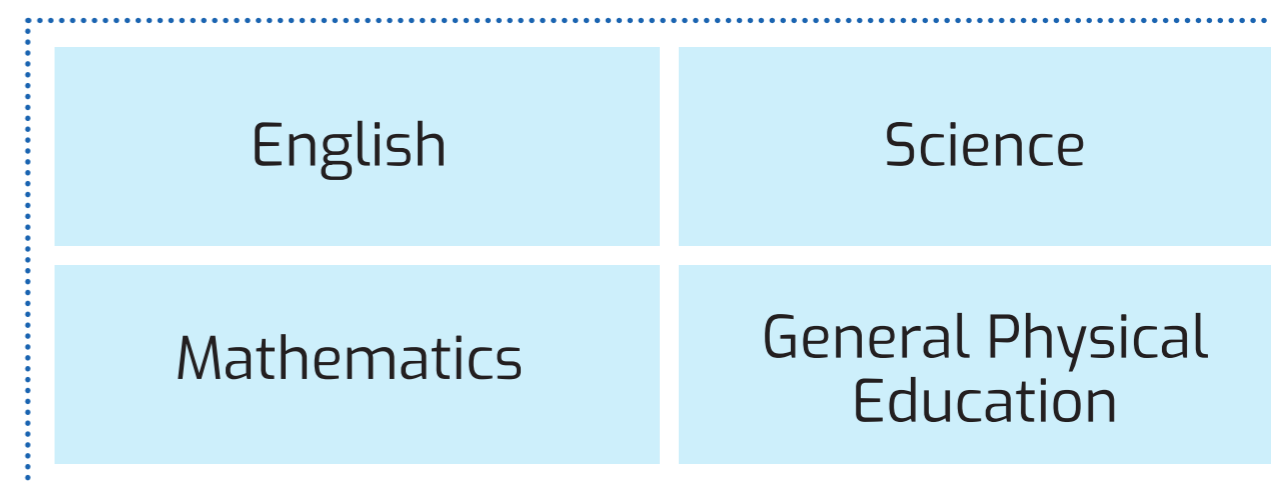 English
Science
Mathematics
General Physical
Education